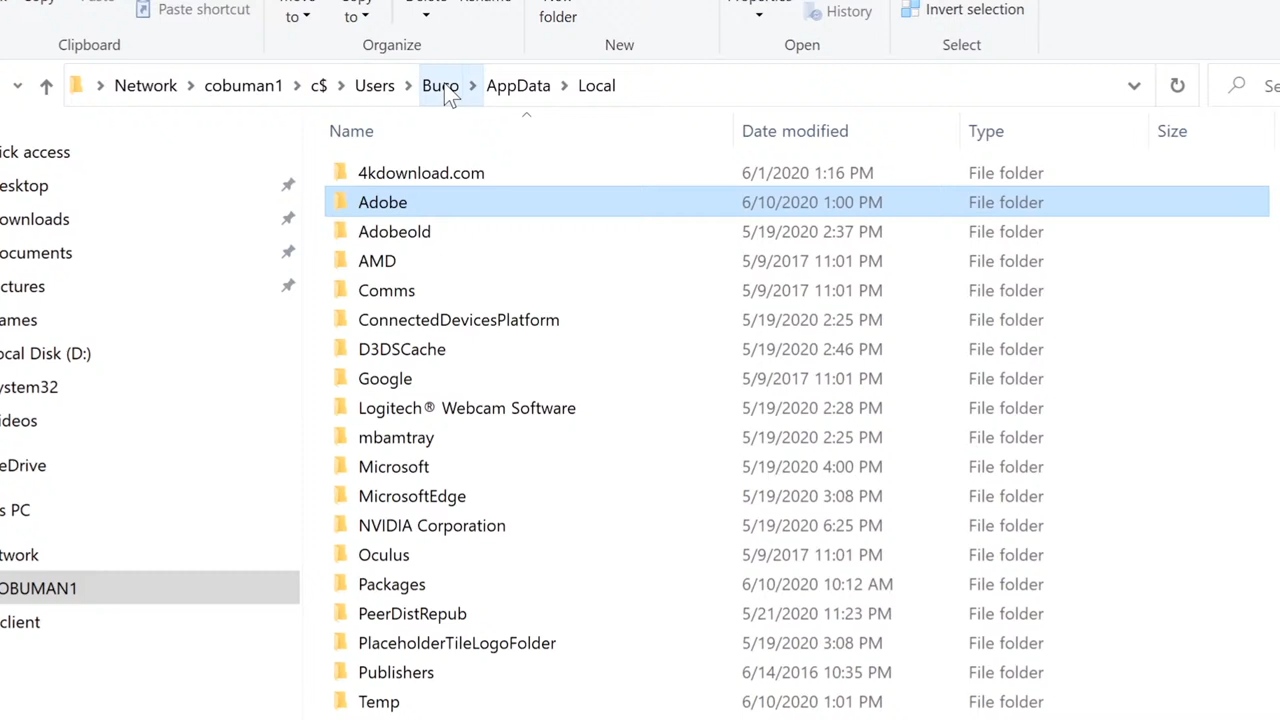 Paste shortcut
to
to
folder
History
Invert selection
Clipboard
Organize
New
Open
Select
Network
cobuman1
c$
Users
AppData
Local
Name
Date modified
Type
Size
ick access
esktop
ownloads
ocuments
ctures
ames
ocal Disk (D:)
ystem32
ideos
eDrive
s PC
twork
OBUMAN1
client
4kdownload.com 6/1/2020 1:16 PM File folder
Adobe 6/10/2020 1:00 PM File folder
Adobeold 5/19/2020 2:37 PM File folder
AMD 5/9/2017 11:01 PM File folder
Comms 5/9/2017 11:01 PM File folder
ConnectedDevicesPlatform 5/19/2020 2:25 PM File folder
D3DSCache 5/19/2020 2:46 PM File folder
Google 5/9/2017 11:01 PM File folder
Logitech® Webcam Software 5/19/2020 2:28 PM File folder
mbamtray 5/19/2020 2:25 PM File folder
Microsoft 5/19/2020 4:00 PM File folder
MicrosoftEdge 5/19/2020 3:08 PM File folder
NVIDIA Corporation 5/19/2020 6:25 PM File folder
Oculus 5/9/2017 11:01 PM File folder
Packages 6/10/2020 10:12 AM File folder
PeerDistRepub 5/21/2020 11:23 PM File folder
PlaceholderTileLogoFolder 5/19/2020 3:08 PM File folder
Publishers 6/14/2016 10:35 PM File folder
Temp 6/10/2020 1:01 PM File folder